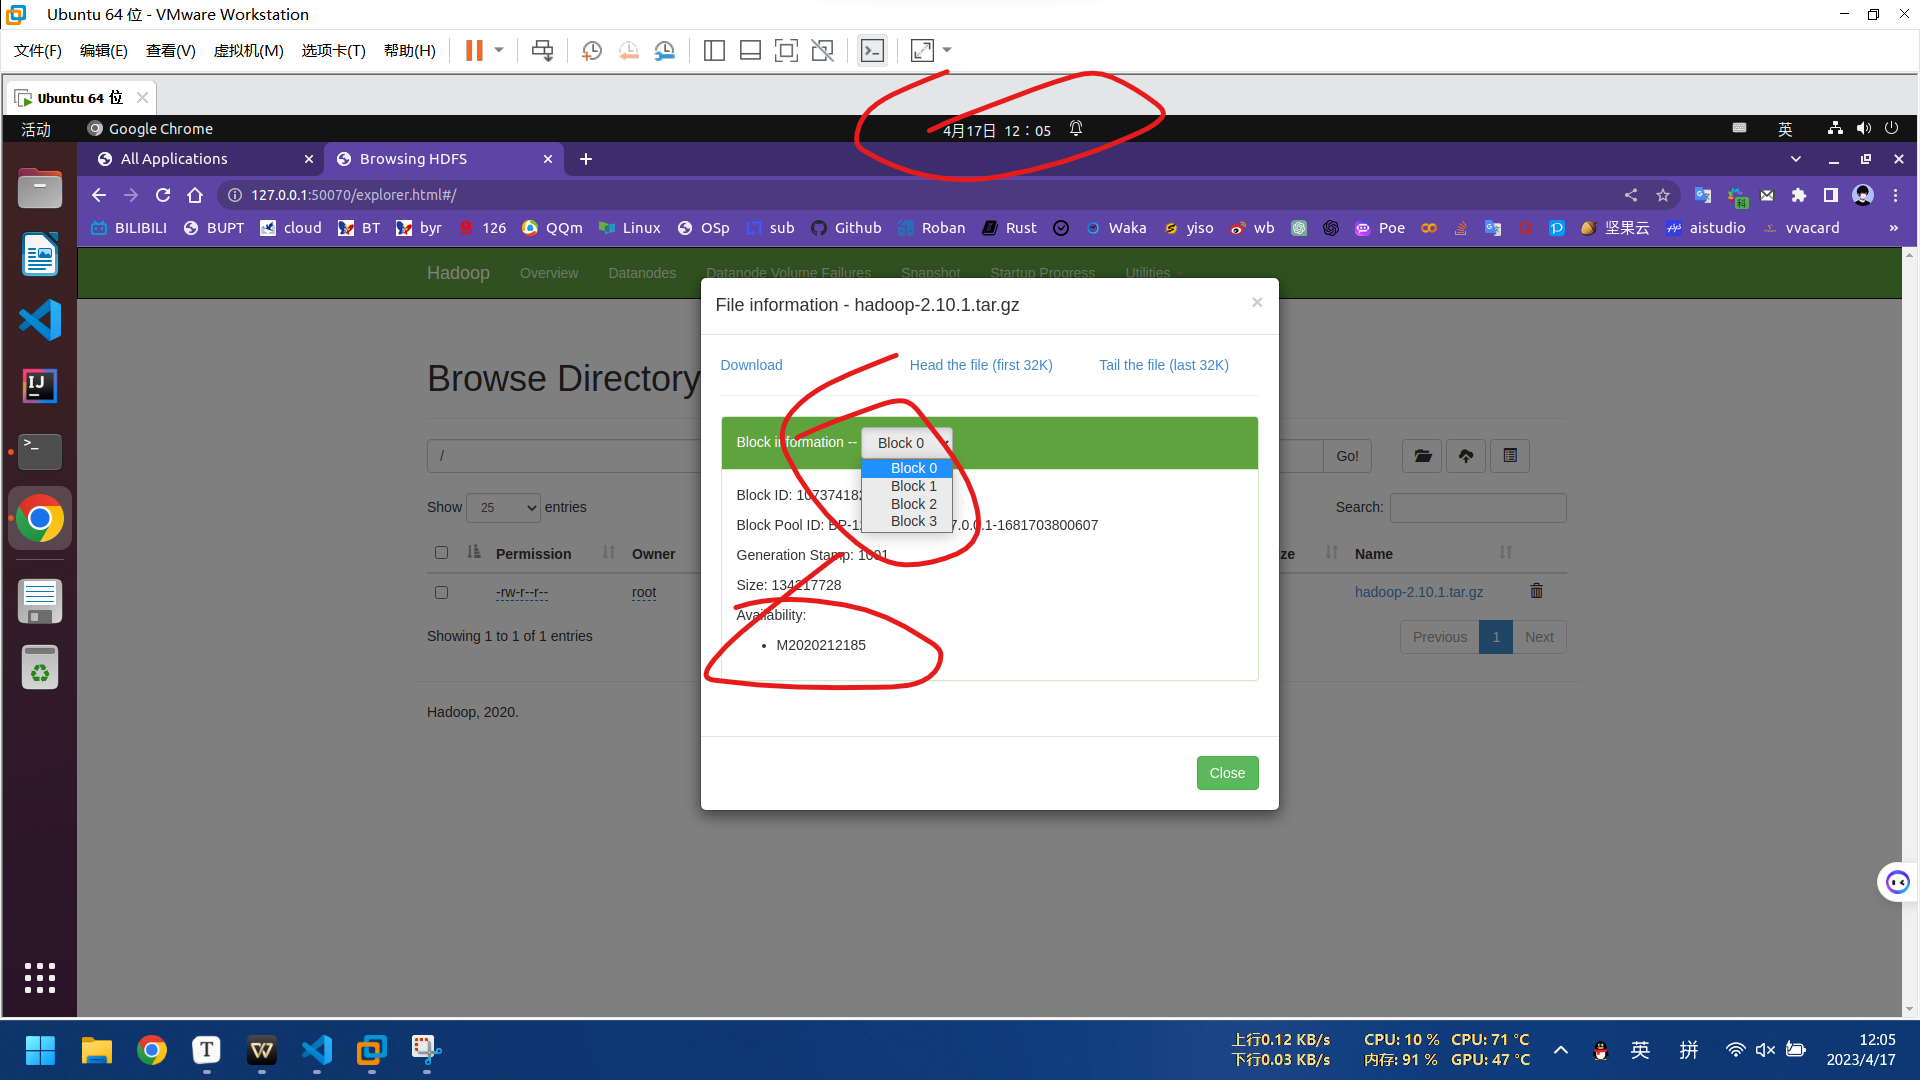 Ubuntu 64 位 - VMware Workstation
文件(F) 编辑(E) 查看(V) 虚拟机(M) 选项卡(T) 帮助(H)
Ubuntu 64 位
活动 Google Chrome 4月17日 12：05 英
All Applications Browsing HDFS
127.0.0.1:50070/explorer.html#/
BILIBILI BUPT cloud BT byr 126 QQm Linux OSp sub Github Roban Rust Waka yiso wb Poe 坚果云 aistudio vvacard »
Hadoop Overview Datanodes Datanode Volume Failures Snapshot Startup Progress Utilities
File information - hadoop-2.10.1.tar.gz
Download Head the file (first 32K) Tail the file (last 32K)
Browse Directory
Block information -- Block 0
/ Go!
Block 0
Block 1
Block 2
Block 3
Block ID: 107374182
Show 25 entries Search:
Block Pool ID: BP-12 7.0.0.1-1681703800607
Permission Owner ze Name
Generation Stamp: 1001
Size: 134217728
-rw-r--r-- root hadoop-2.10.1.tar.gz
Availability:
Showing 1 to 1 of 1 entries Previous 1 Next
M2020212185
Hadoop, 2020.
Close
上行0.12 KB/s CPU: 10 % CPU: 71 °C
下行0.03 KB/s 内存: 91 % GPU: 47 °C
英 拼
12:05
2023/4/17